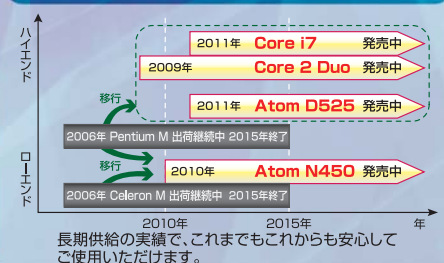 ハイエンド
2011年 Core i7 発売中
2009年 Core 2 Duo 発売中
移行
2011年 Atom D525 発売中
2006年 Pentium M 出荷継続中 2015年終了
移行
2010年 Atom N450 発売中
ローエンド
2006年 Celeron M 出荷継続中 2015年終了
2010年 2015年 年
長期供給の実績で、これまでもこれからも安心して
ご使用いただけます。